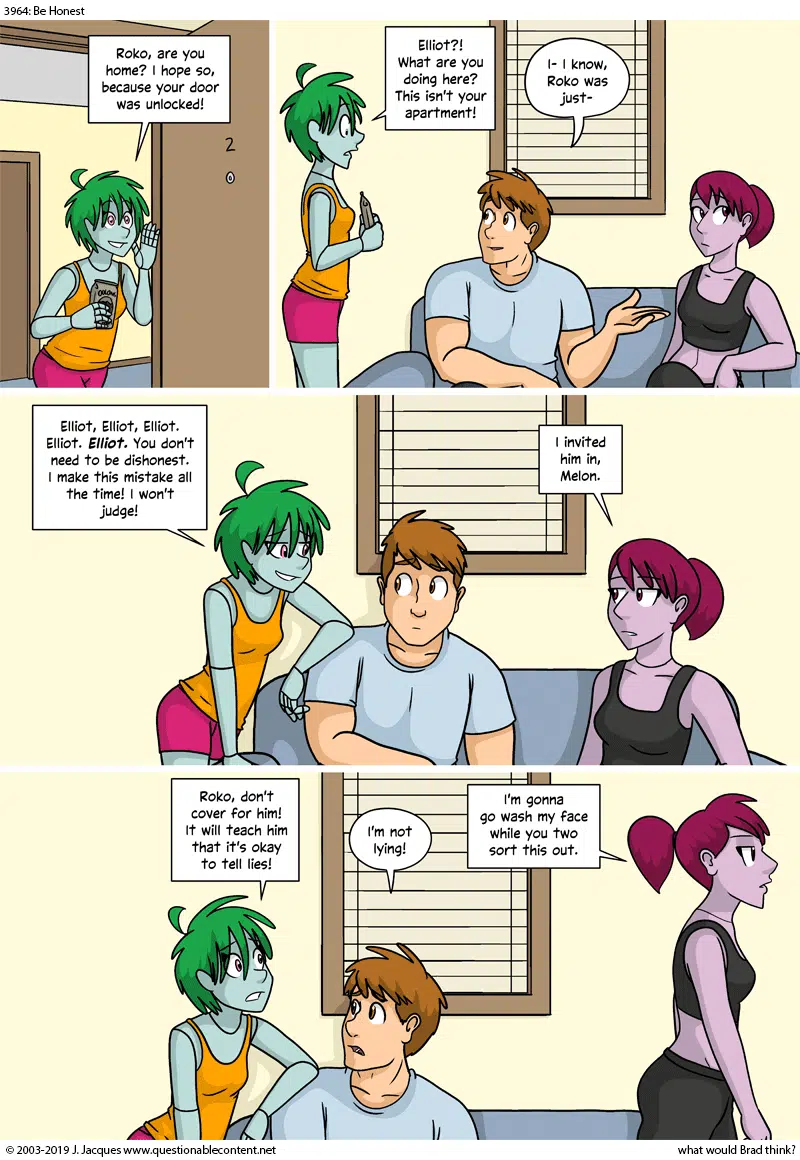 3964: Be Honest
Roko, are you
home? I hope so,
because your door
was unlocked!
2
Elliot?!
What are you
doing here?
This isn't your
apartment!
I- I know,
Roko was
just-
Elliot, Elliot, Elliot.
Elliot. Elliot. You don't
need to be dishonest.
I make this mistake all
the time! I won't
judge!
I invited
him in,
Melon.
Roko, don't
cover for him!
It will teach him
that it's okay
to tell lies!
I'm not
lying!
I'm gonna
go wash my face
while you two
sort this out.
© 2003-2019 J. Jacques www.questionablecontent.net
what would Brad think?